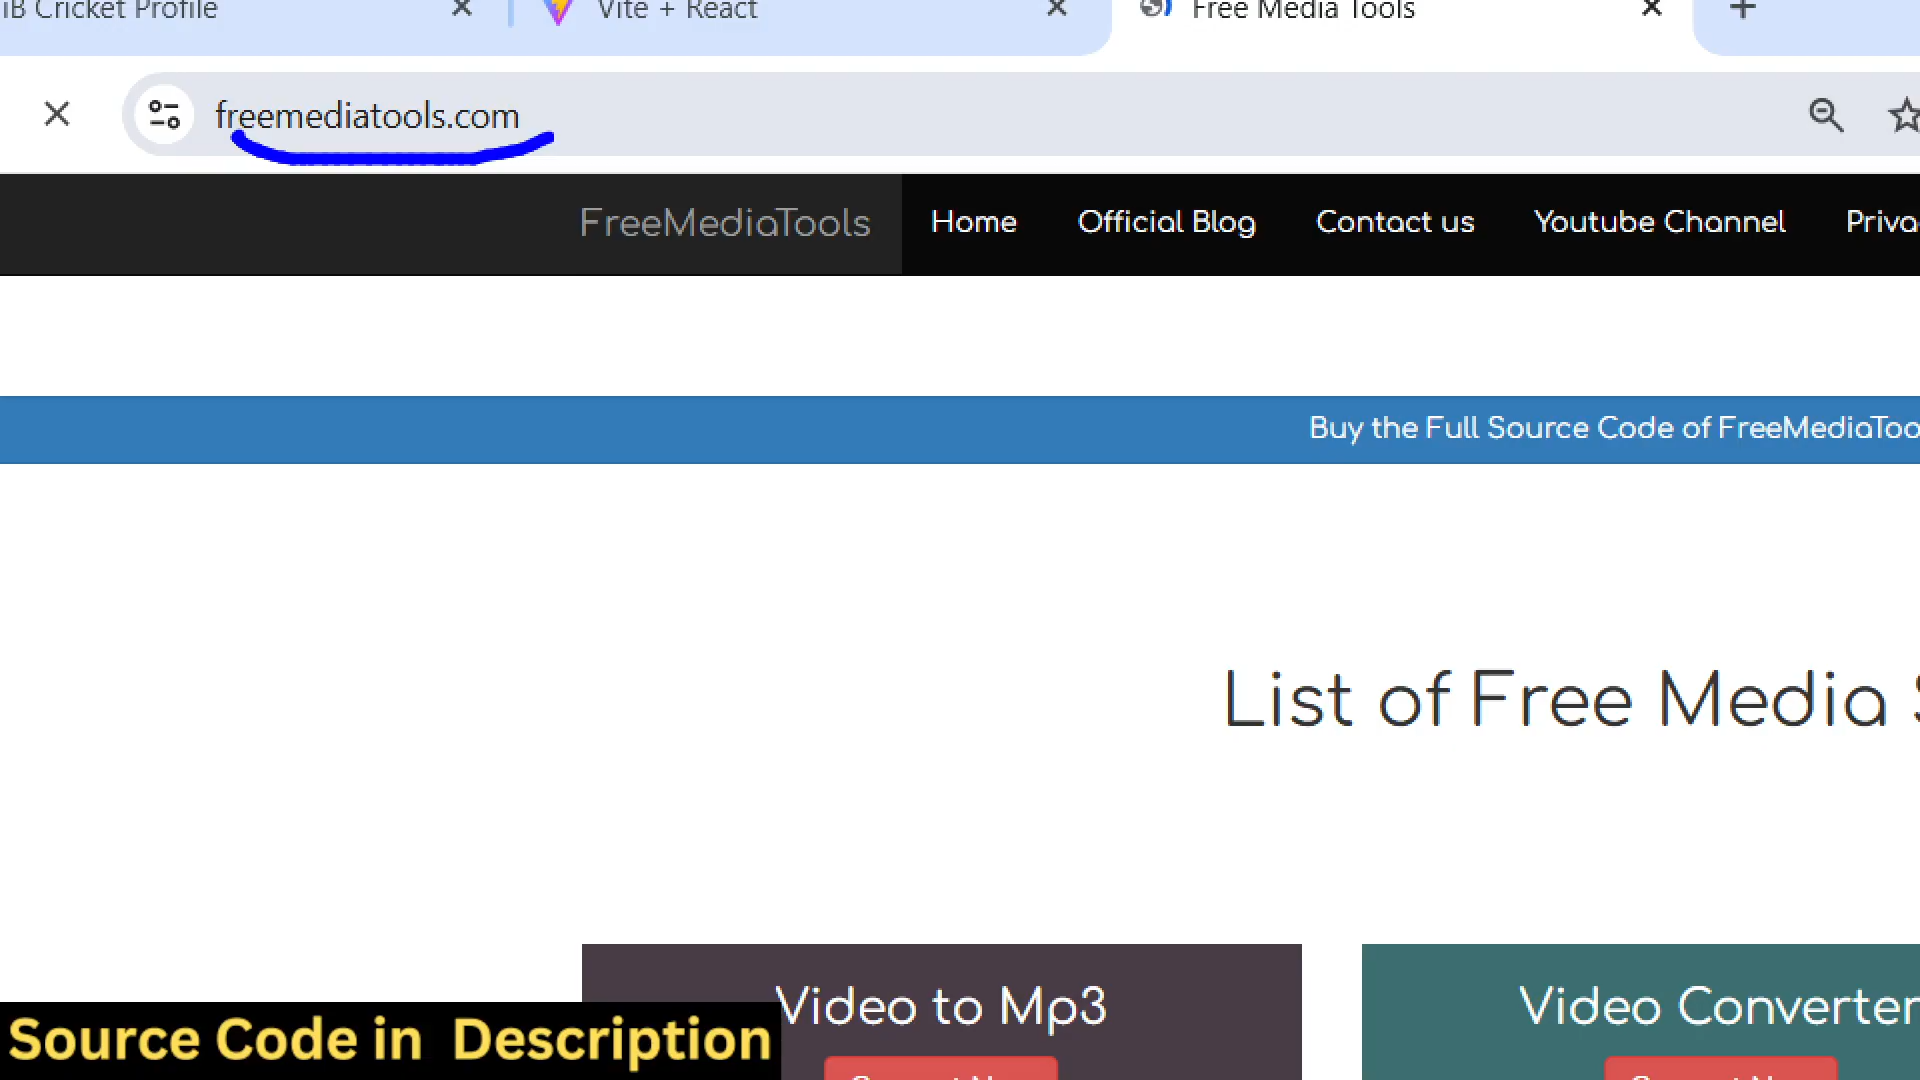 iB Cricket Profile
Vite + React
Free Media Tools
freemediatools.com
FreeMediaTools
Home
Official Blog
Contact us
Youtube Channel
Buy the Full Source Code of
List of Free Media
Video to Mp3
Video Converter
Source Code in Description